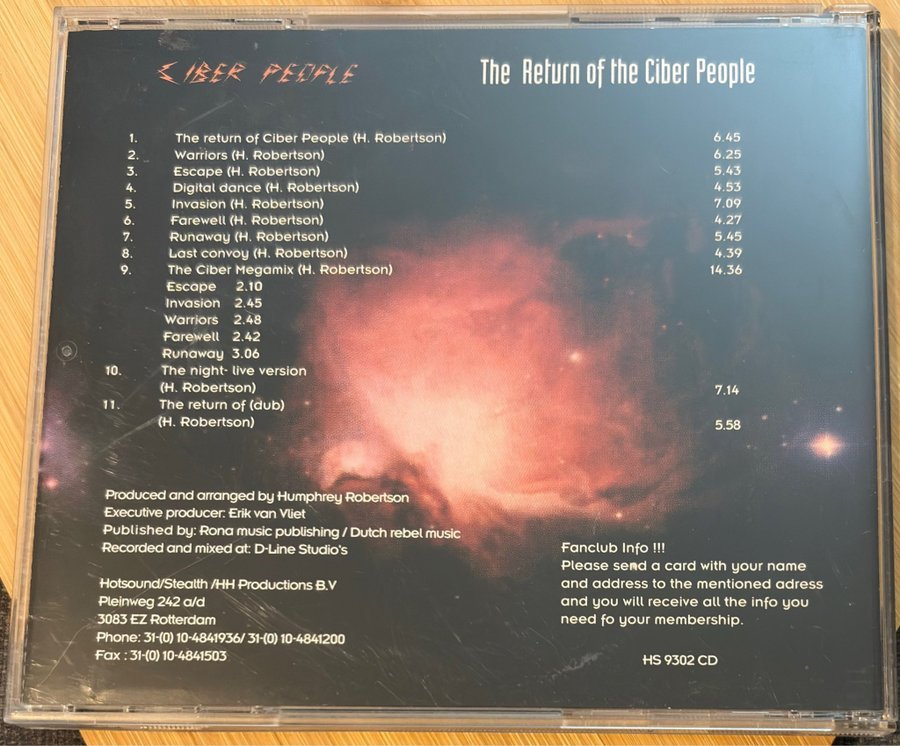 CIBER PEOPLE
The Return of the Ciber People
1. The return of Ciber People (H. Robertson) 6.45
2. Warriors (H. Robertson) 6.25
3. Escape (H. Robertson) 5.43
4. Digital dance (H. Robertson) 4.53
5. Invasion (H. Robertson) 7.09
6. Farewell (H. Robertson) 4.27
7. Runaway (H. Robertson) 5.45
8. Last convoy (H. Robertson) 4.39
9. The Ciber Megamix (H. Robertson) 14.36
Escape 2.10
Invasion 2.45
Warriors 2.48
Farewell 2.42
Runaway 3.06
10. The night- live version
(H. Robertson) 7.14
11. The return of (dub)
(H. Robertson) 5.58
Produced and arranged by Humphrey Robertson
Executive producer: Erik van Vliet
Published by: Rona music publishing / Dutch rebel music
Recorded and mixed at: D-Line Studio's
Hotsound/Stealth /HH Productions B.V
Pleinweg 242 a/d
3083 EZ Rotterdam
Phone: 31-(0) 10-4841936/ 31-(0) 10-4841200
Fax : 31-(0) 10-4841503
Fanclub Info !!!
Please send a card with your name
and address to the mentioned adress
and you will receive all the info you
need fo your membership.
HS 9302 CD